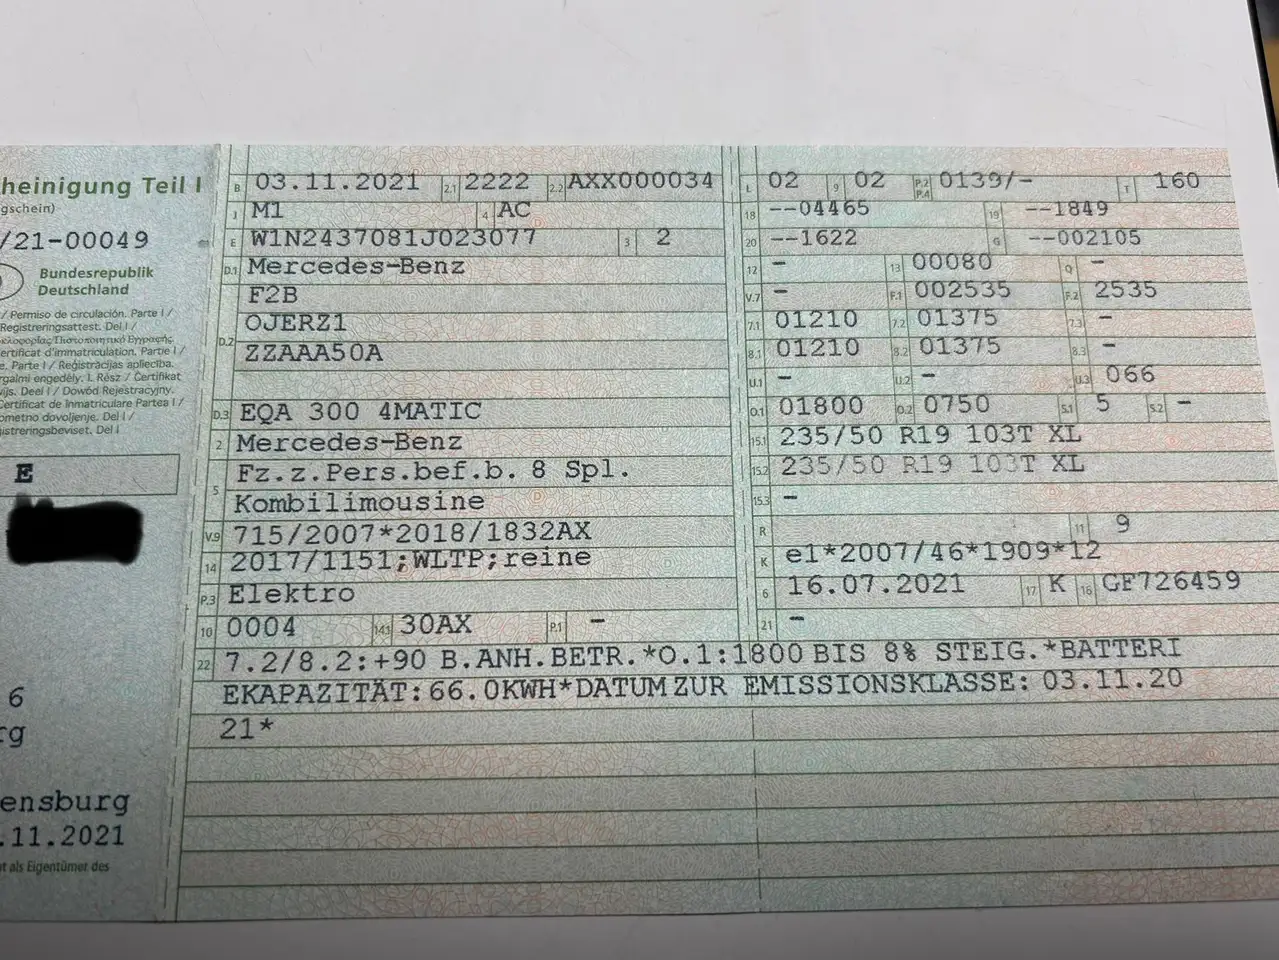 heinigung Teil I
gschein)
/21-00049
Bundesrepublik
Deutschland
/ Permiso de circulación. Parte I /
Registreringsattest. Del I /
ertificat d'immatriculation. Partie I /
e. Parte I / Reģistrācijas apliecība.
rgalmi engedély. I. Rész / Certifikat
vijs. Deel I / Dowód Rejestracyjny.
Certificat de Inmatriculare Partea I /
ometno dovoljenje. Del I /
gistreringsbeviset. Del I
E
6
rg
ensburg
.11.2021
t als Eigentümer des
B 03.11.2021 2.1 2222 2.2 AXX000034
J M1 4 AC
E W1N2437081J023077 3 2
D.1 Mercedes-Benz
F2B
D.2 OJERZ1
ZZAAA50A
D.3 EQA 300 4MATIC
2 Mercedes-Benz
5 Fz.z.Pers.bef.b. 8 Spl.
Kombilimousine
V.9 715/2007*2018/1832AX
14 2017/1151;WLTP;reine
P.3 Elektro
10 0004 14.1 30AX P.1 -
L 02 9 02 P.2 P.4 0139/- T 160
18 --04465 19 --1849
20 --1622 G --002105
12 - 13 00080 Q -
V.7 - F.1 002535 F.2 2535
7.1 01210 7.2 01375 7.3 -
8.1 01210 8.2 01375 8.3 -
U.1 - U.2 - U.3 066
O.1 01800 O.2 0750 S.1 5 S.2 -
15.1 235/50 R19 103T XL
15.2 235/50 R19 103T XL
15.3 -
R 11 9
K e1*2007/46*1909*12
6 16.07.2021 17 K 16 GF726459
21 -
22 7.2/8.2:+90 B.ANH.BETR.*O.1:1800 BIS 8% STEIG.*BATTERI
EKAPAZITÄT:66.0KWH*DATUM ZUR EMISSIONSKLASSE: 03.11.20
21*